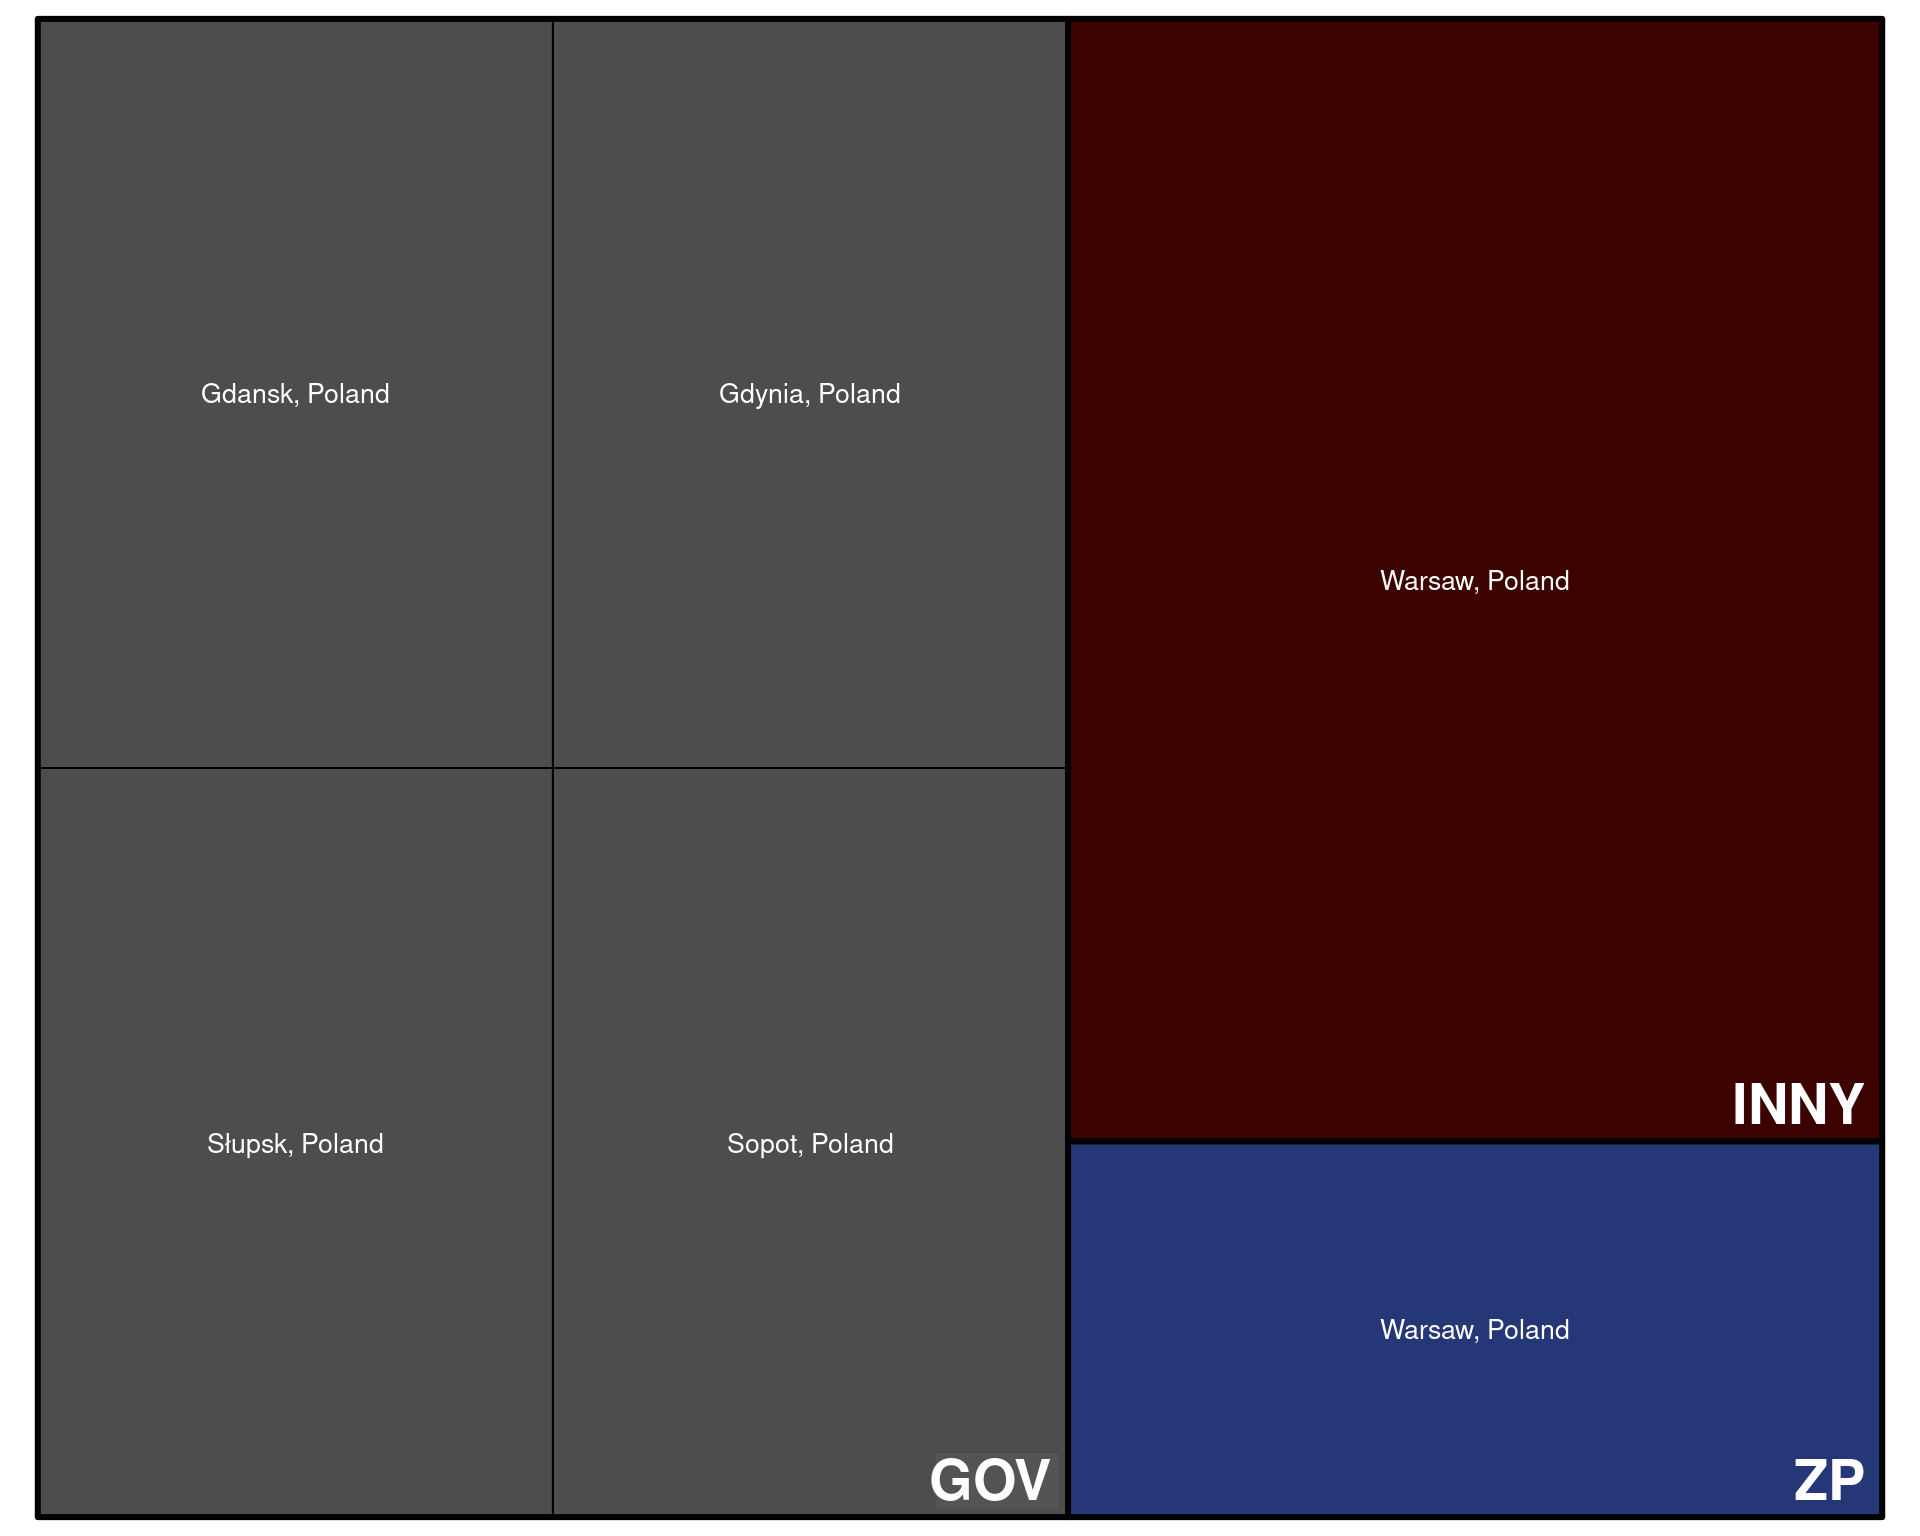 Gdansk, Poland
Gdynia, Poland
Słupsk, Poland
Sopot, Poland
GOV
Warsaw, Poland
INNY
Warsaw, Poland
ZP